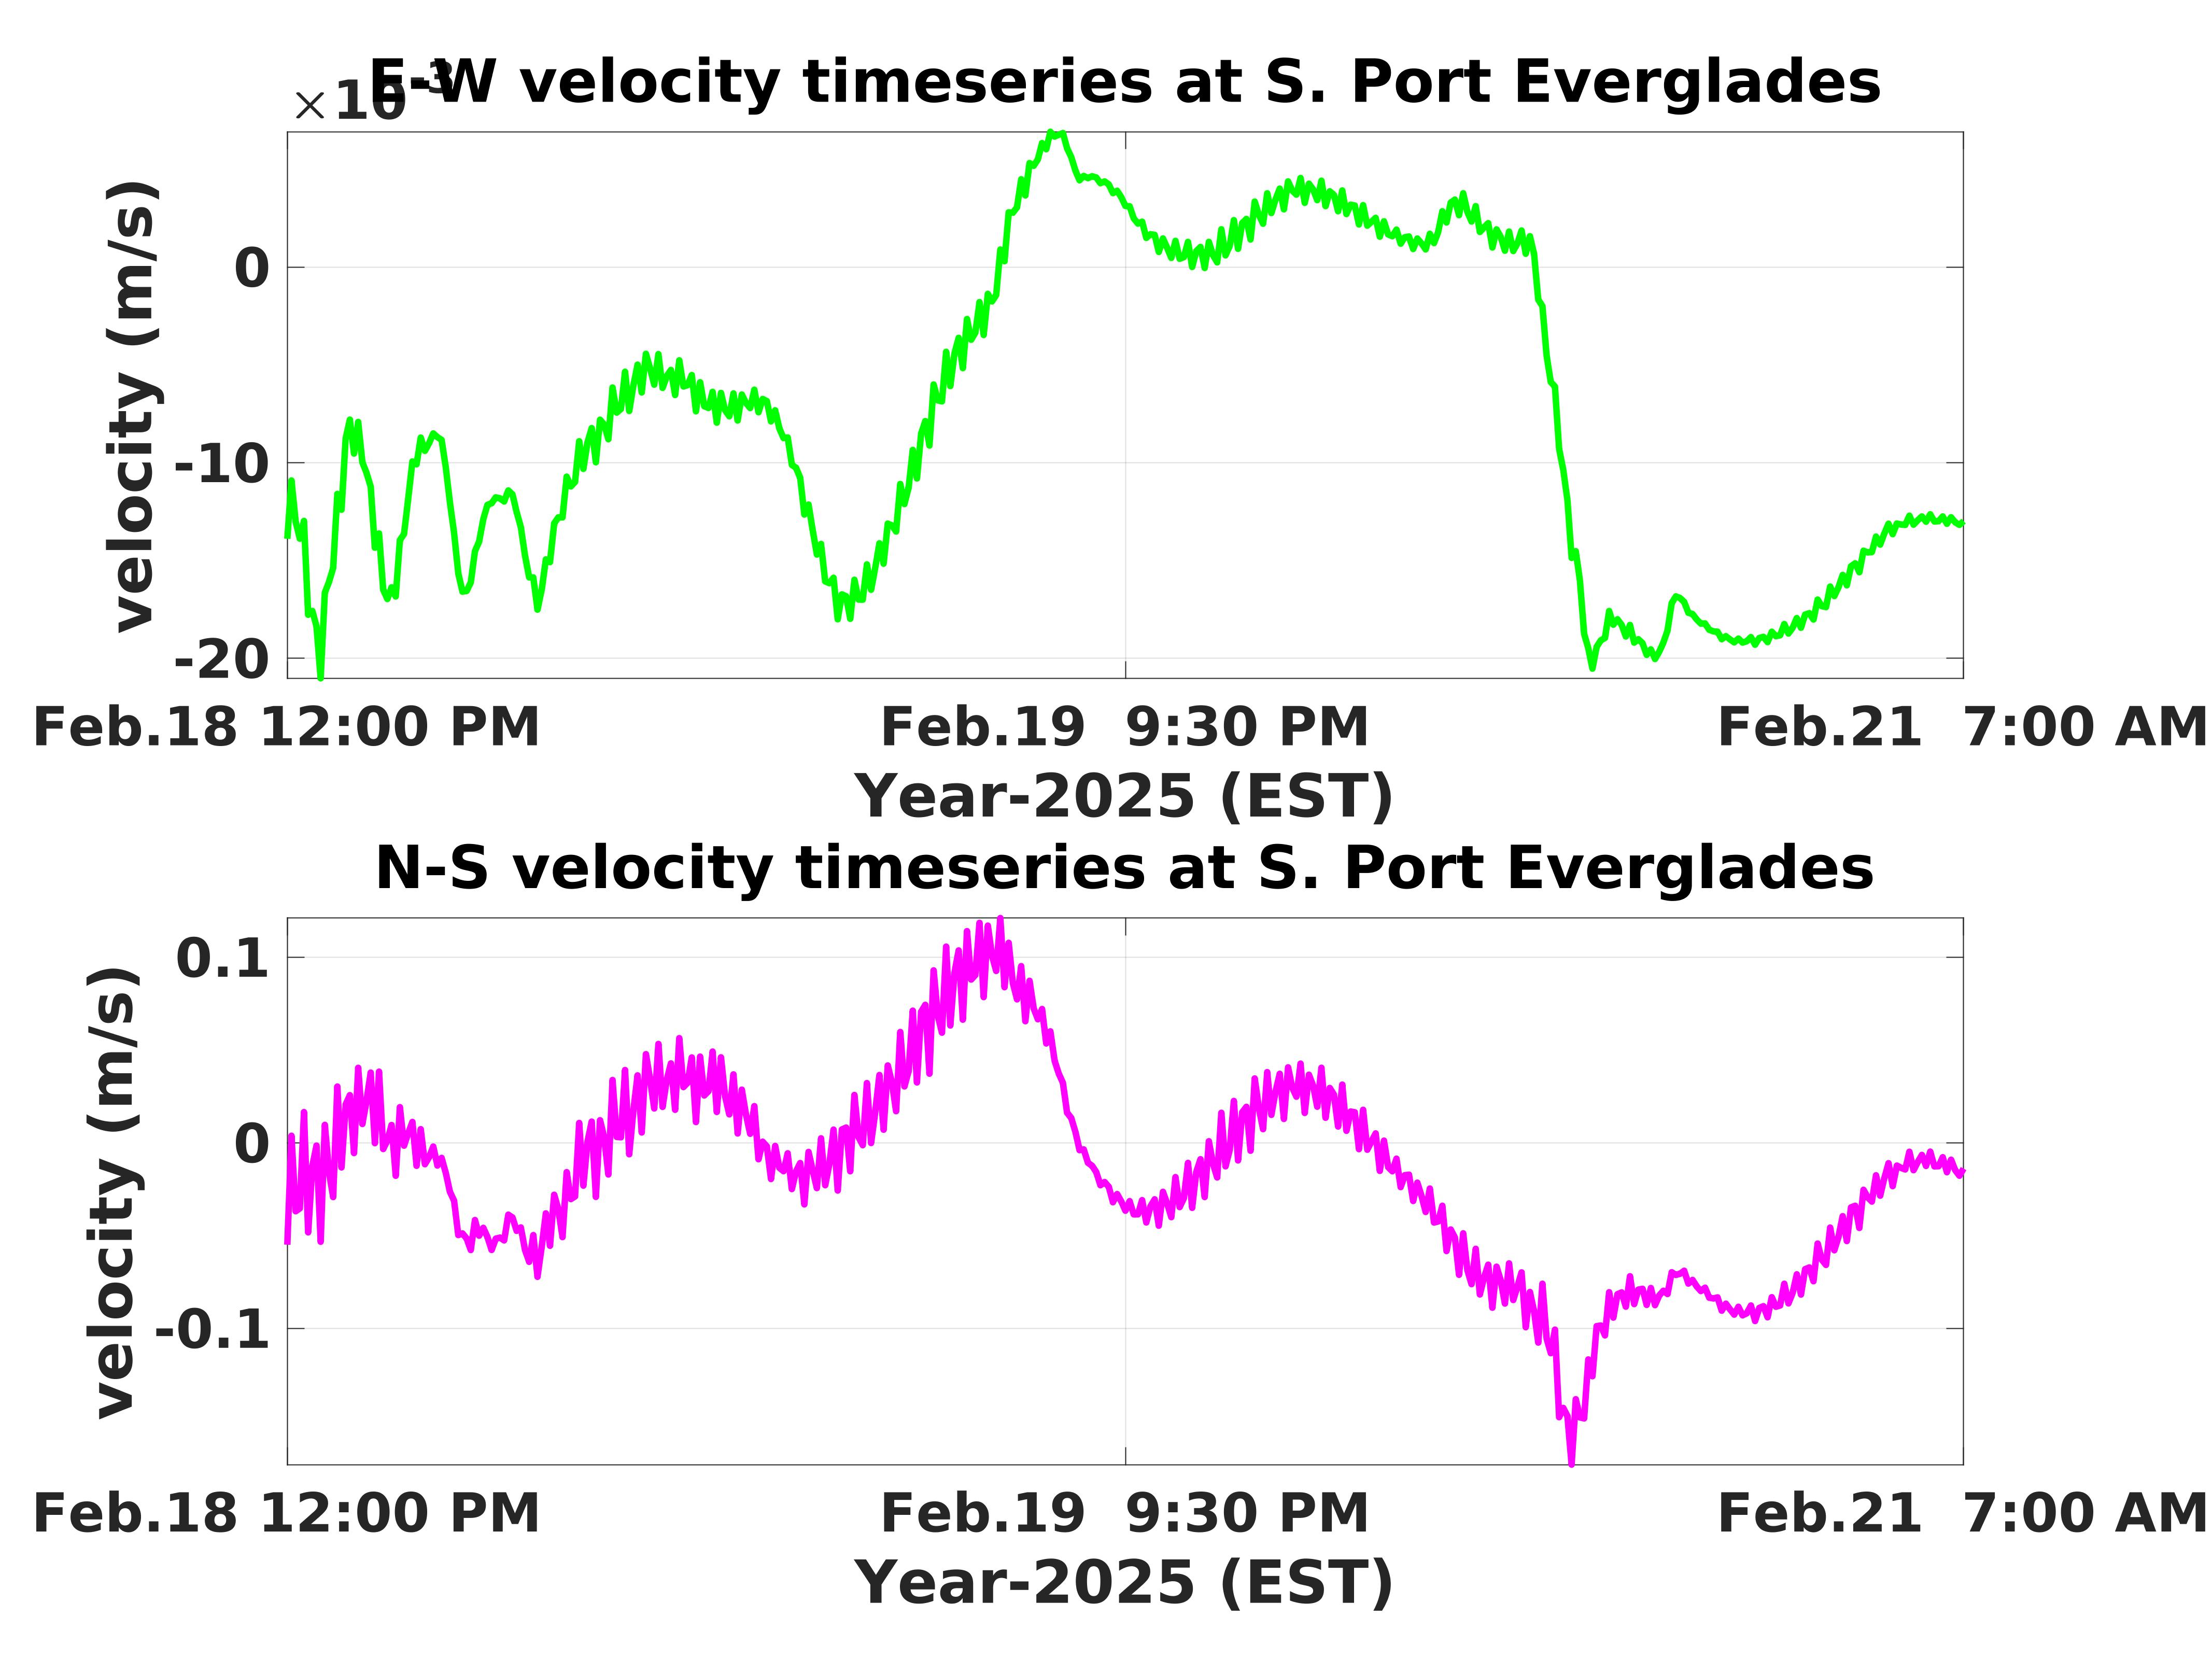 E-W velocity timeseries at S. Port Everglades
×10-3
velocity (m/s)
0
-10
-20
Feb.18 12:00 PM Feb.19 9:30 PM Feb.21 7:00 AM
Year-2025 (EST)
N-S velocity timeseries at S. Port Everglades
velocity (m/s)
0.1
0
-0.1
Feb.18 12:00 PM Feb.19 9:30 PM Feb.21 7:00 AM
Year-2025 (EST)